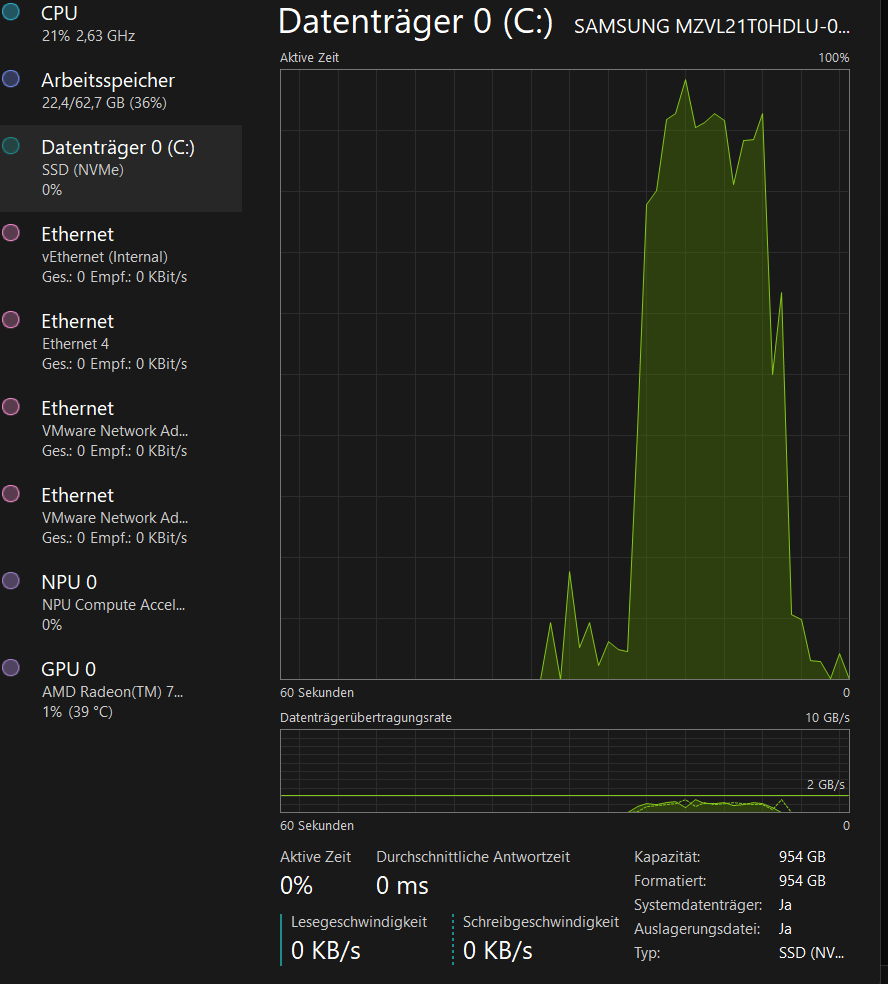 CPU
21% 2,63 GHz
Arbeitsspeicher
22,4/62,7 GB (36%)
Datenträger 0 (C:)
SSD (NVMe)
0%
Ethernet
vEthernet (Internal)
Ges.: 0 Empf.: 0 KBit/s
Ethernet
Ethernet 4
Ges.: 0 Empf.: 0 KBit/s
Ethernet
VMware Network Ad...
Ges.: 0 Empf.: 0 KBit/s
Ethernet
VMware Network Ad...
Ges.: 0 Empf.: 0 KBit/s
NPU 0
NPU Compute Accel...
0%
GPU 0
AMD Radeon(TM) 7...
1% (39 °C)
Datenträger 0 (C:) SAMSUNG MZVL21T0HDLU-0...
Aktive Zeit 100%
60 Sekunden 0
Datenträgerübertragungsrate 10 GB/s
2 GB/s
60 Sekunden 0
Aktive Zeit Durchschnittliche Antwortzeit
0% 0 ms
Lesegeschwindigkeit Schreibgeschwindigkeit
0 KB/s 0 KB/s
Kapazität: 954 GB
Formatiert: 954 GB
Systemdatenträger: Ja
Auslagerungsdatei: Ja
Typ: SSD (NV...